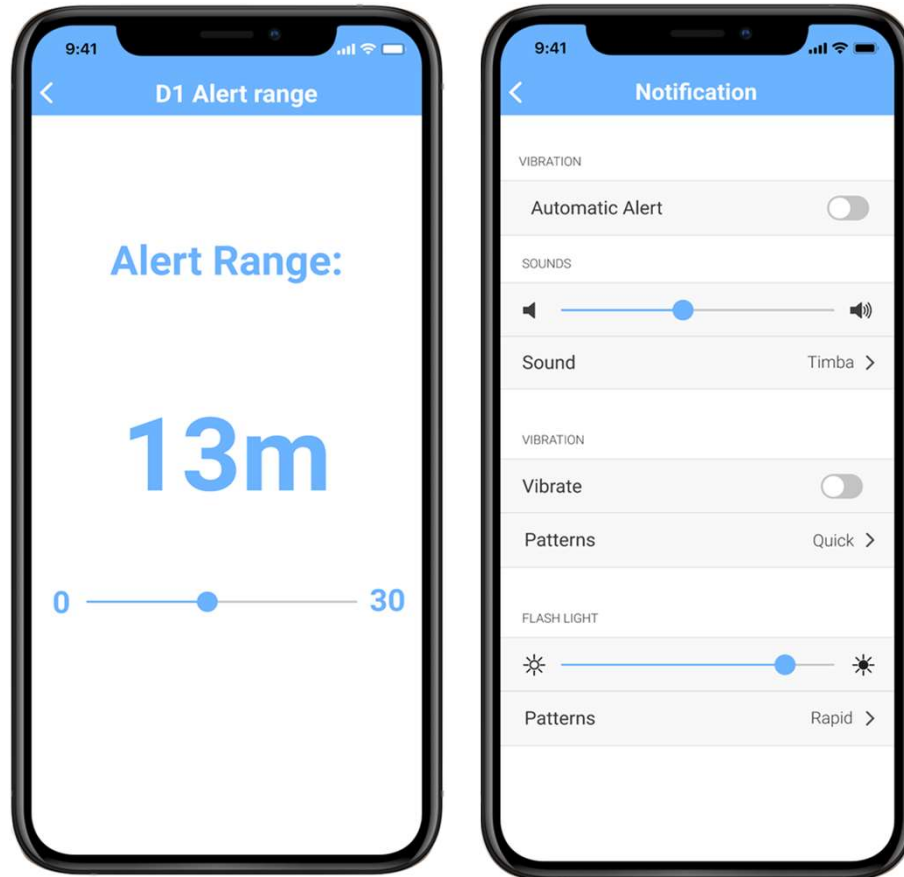 9:41
D1 Alert range
Alert Range:
13m
0 30
9:41
Notification
VIBRATION
Automatic Alert
SOUNDS
Sound Timba
VIBRATION
Vibrate
Patterns Quick
FLASH LIGHT
Patterns Rapid